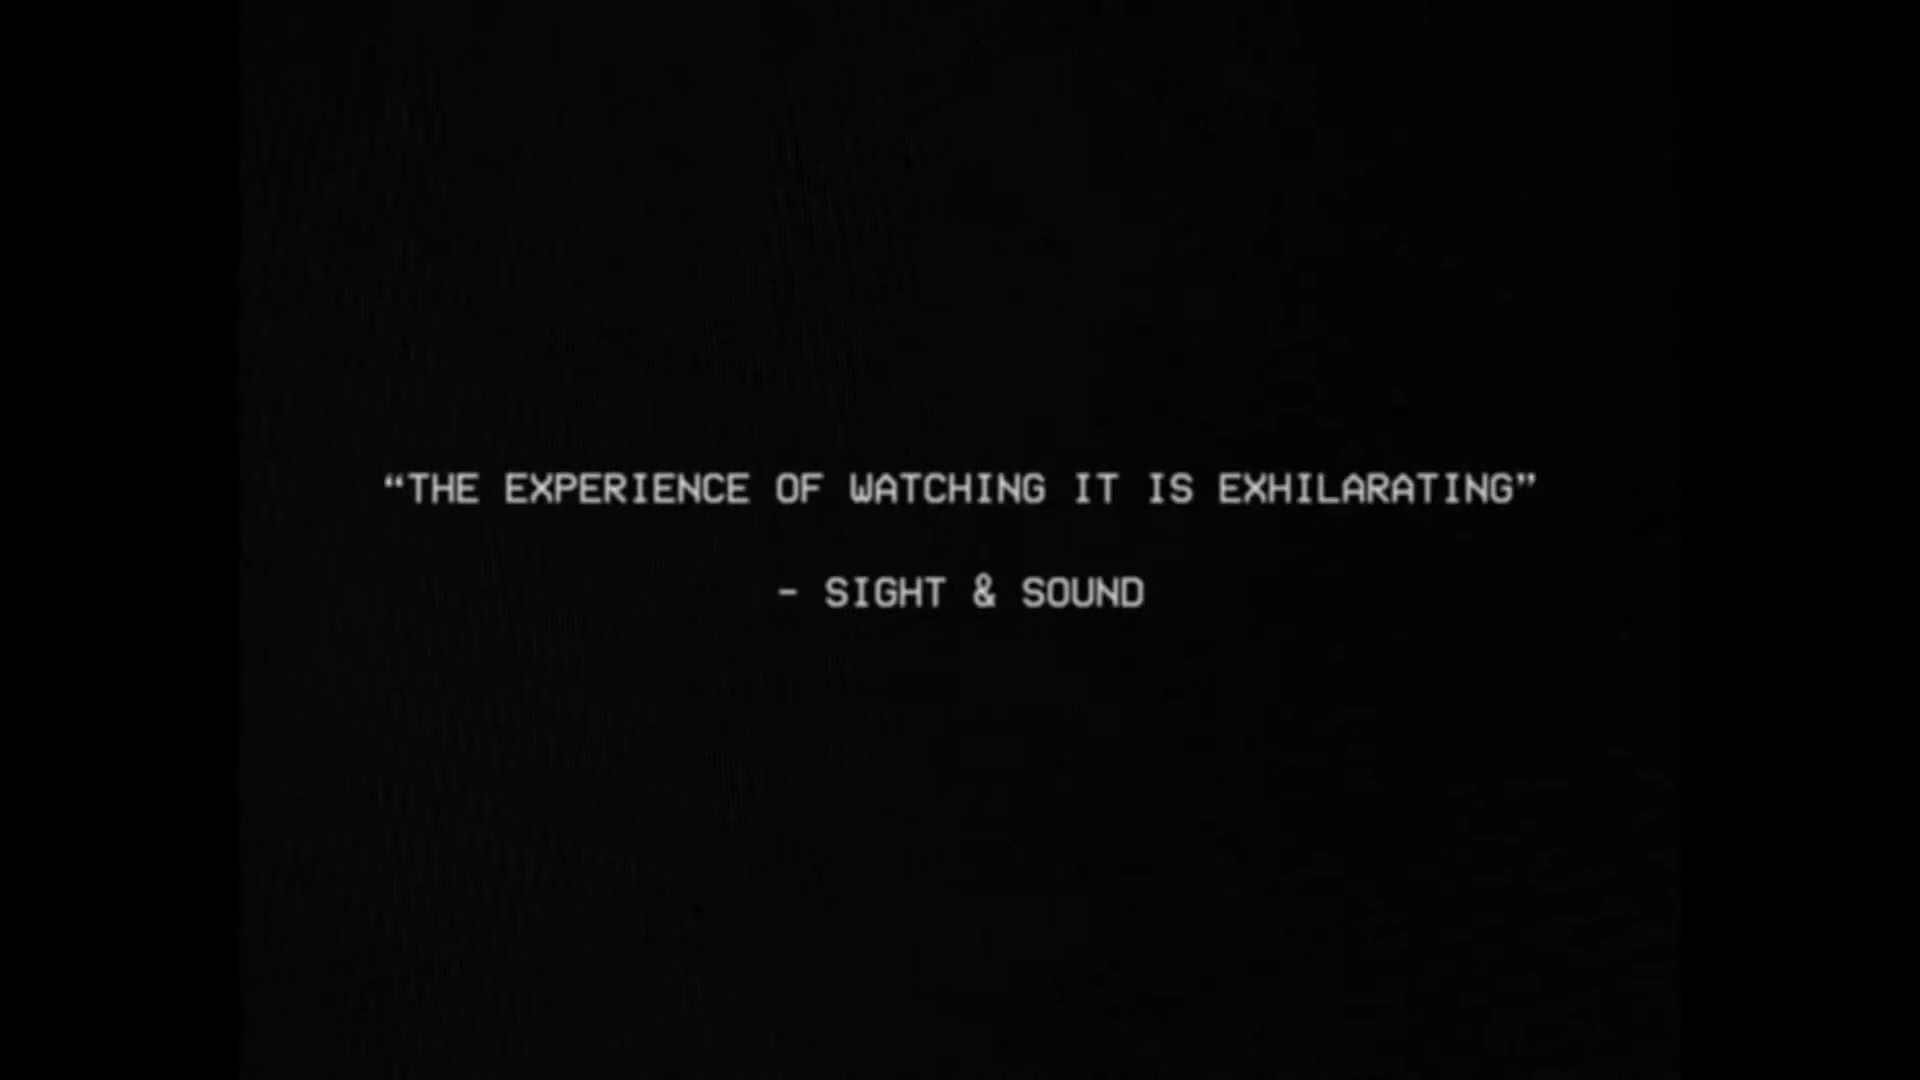 “THE EXPERIENCE OF WATCHING IT IS EXHILARATING”
- SIGHT & SOUND